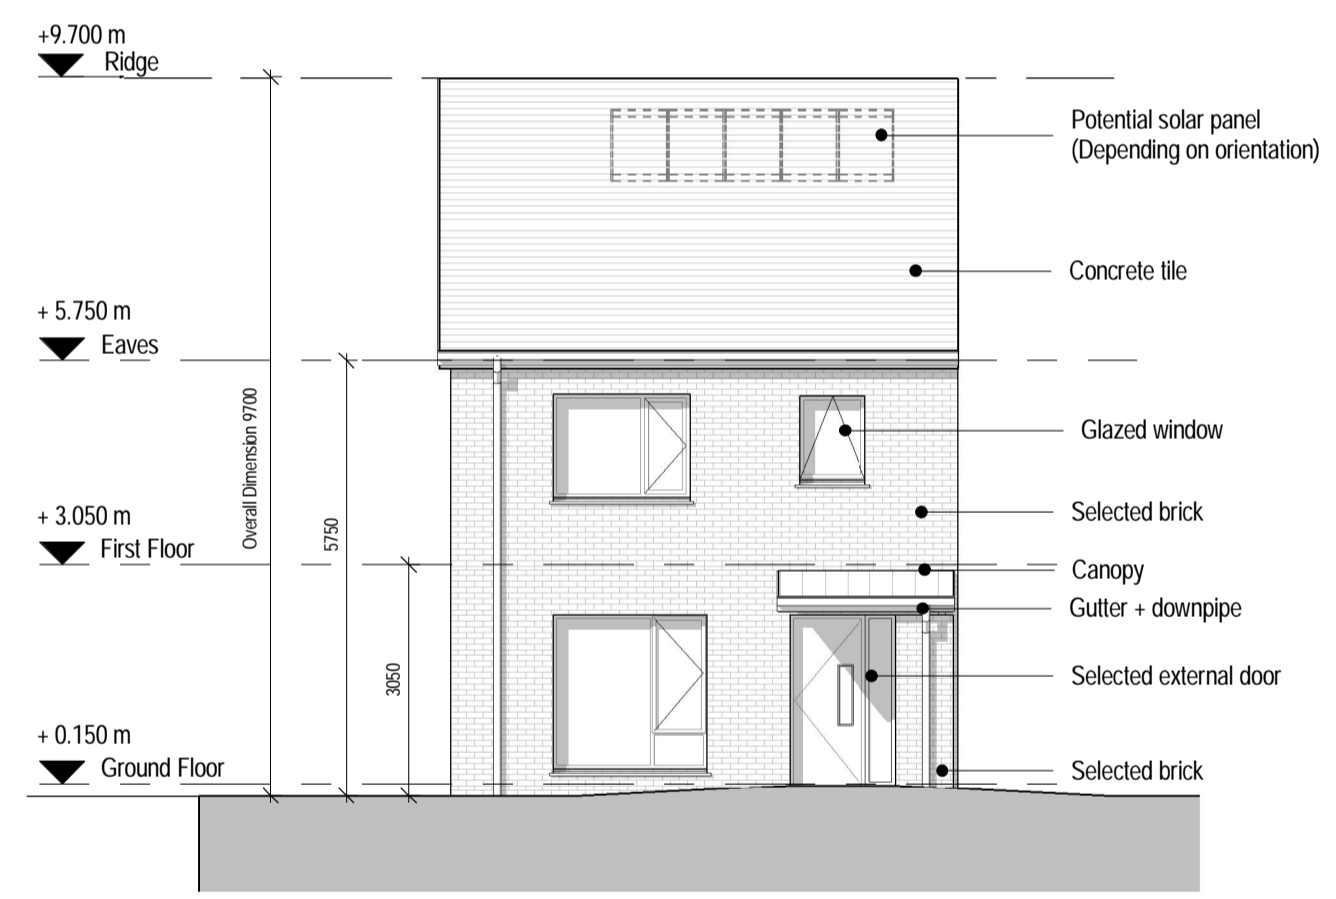 +9.700 m
Ridge
Potential solar panel
(Depending on orientation)
Concrete tile
+ 5.750 m
Eaves
Overall Dimension 9700
Glazed window
+ 3.050 m
First Floor
5750
Selected brick
Canopy
Gutter + downpipe
3050
Selected external door
+ 0.150 m
Ground Floor
Selected brick